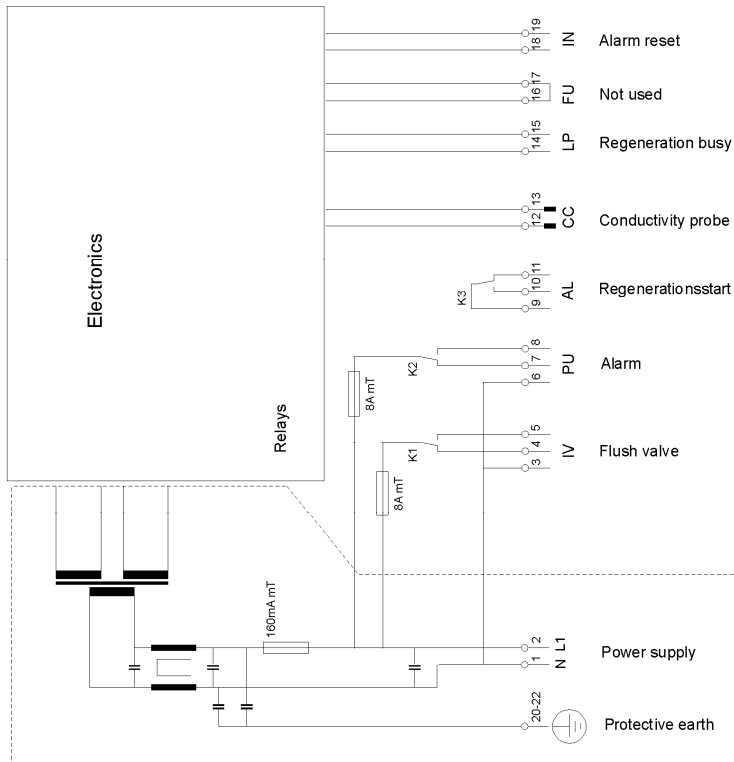 19
18
IN
Alarm reset
17
16
FU
Not used
15
14
LP
Regeneration busy
13
12
CC
Conductivity probe
Electronics
11
10
9
AL
K3
Regenerationsstart
8
7
6
PU
K2
Alarm
8A mT
Relays
5
4
3
IV
K1
Flush valve
8A mT
160mA mT
2
L1
1
N
Power supply
20-22
Protective earth